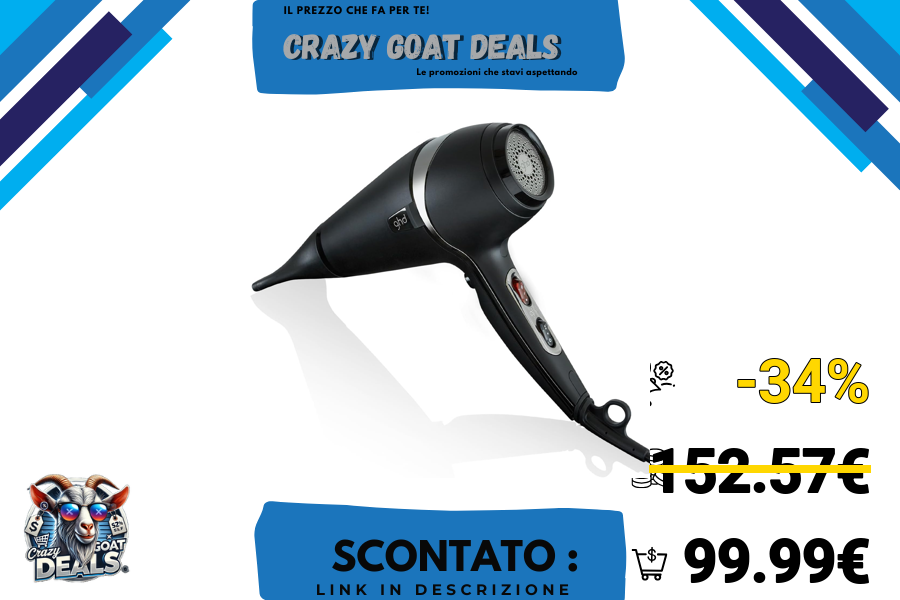 IL PREZZO CHE FA PER TE!
CRAZY GOAT DEALS
Le promozioni che stavi aspettando
ghd
-34%
152.57€
99.99€
SCONTATO :
LINK IN DESCRIZIONE
$
57%
Crazy
GOAT
DEALS